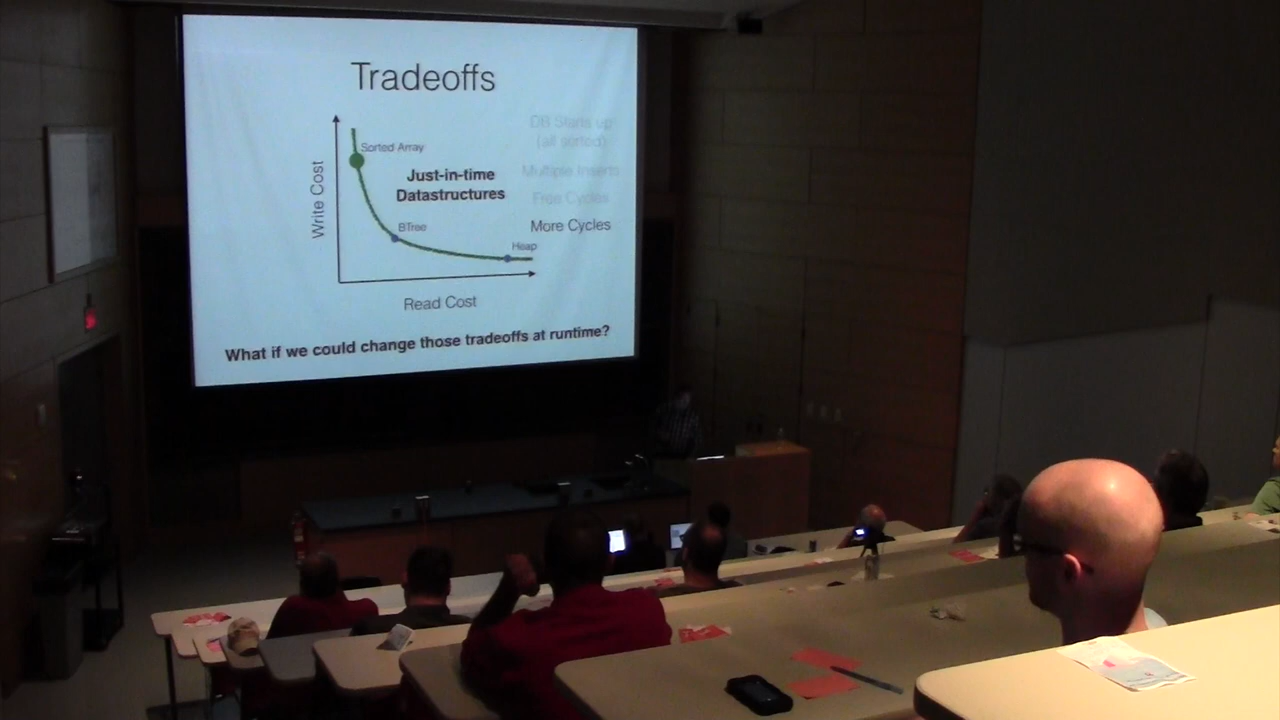 Tradeoffs
Write Cost
Sorted Array
Just-in-time
Datastructures
BTree
Heap
Read Cost
DB Starts up
(all sorted)
Multiple Inserts
Free Cycles
More Cycles
What if we could change those tradeoffs at runtime?